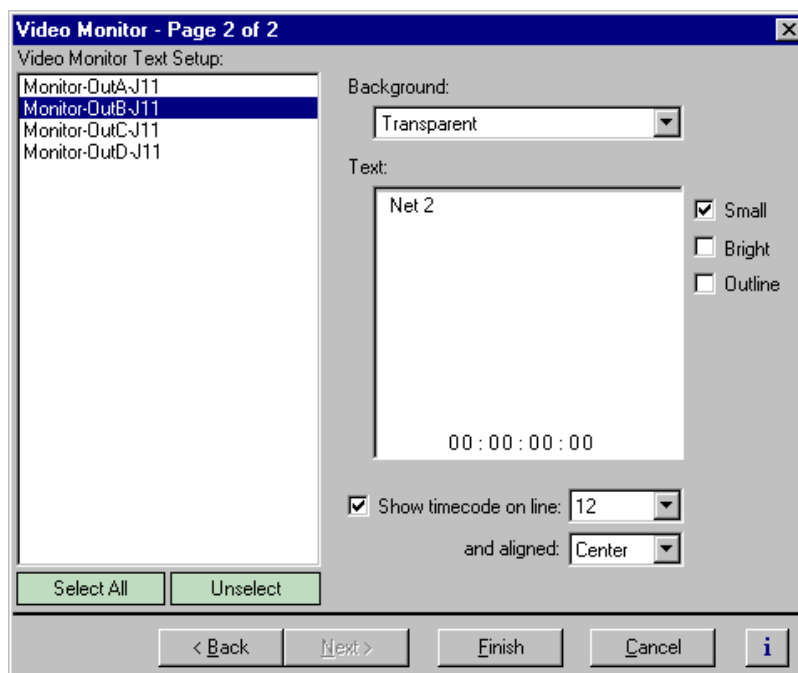 Video Monitor - Page 2 of 2
Video Monitor Text Setup:
Monitor-OutA-J11
Monitor-OutB-J11
Monitor-OutC-J11
Monitor-OutD-J11
Select All
Unselect
Background:
Transparent
Text:
Net 2
00:00:00:00
Small
Bright
Outline
Show timecode on line: 12
and aligned: Center
< Back
Next >
Finish
Cancel
i